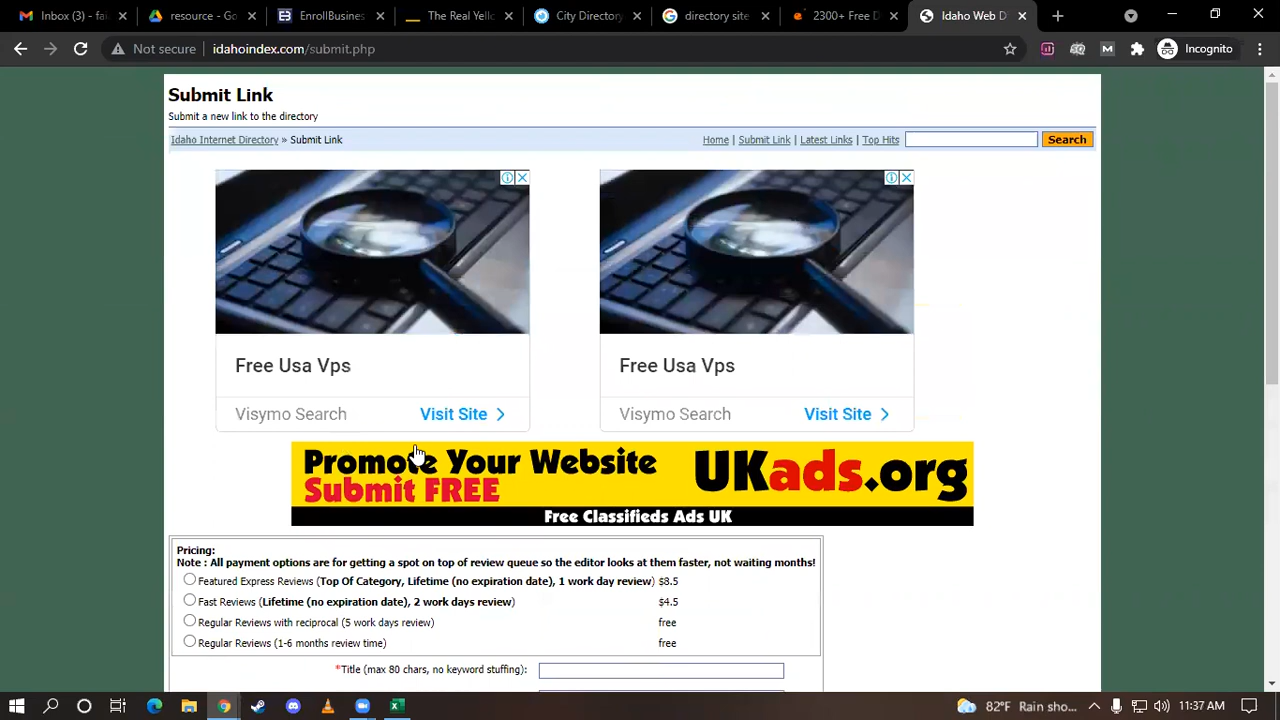 Inbox (3) - fai
resource - Go
EnrollBusines
The Real Yello
City Directory
directory site
2300+ Free D
Idaho Web D
Not secure idahoindex.com/submit.php Incognito
Submit Link
Submit a new link to the directory
Idaho Internet Directory » Submit Link Home | Submit Link | Latest Links | Top Hits Search
Free Usa Vps
Visymo Search Visit Site
Free Usa Vps
Visymo Search Visit Site
Promote Your Website
Submit FREE
UKads.org
Free Classifieds Ads UK
Pricing:
Note : All payment options are for getting a spot on top of review queue so the editor looks at them faster, not waiting months!
Featured Express Reviews (Top Of Category, Lifetime (no expiration date), 1 work day review) $8.5
Fast Reviews (Lifetime (no expiration date), 2 work days review) $4.5
Regular Reviews with reciprocal (5 work days review) free
Regular Reviews (1-6 months review time) free
*Title (max 80 chars, no keyword stuffing):
82°F Rain sho... 11:37 AM